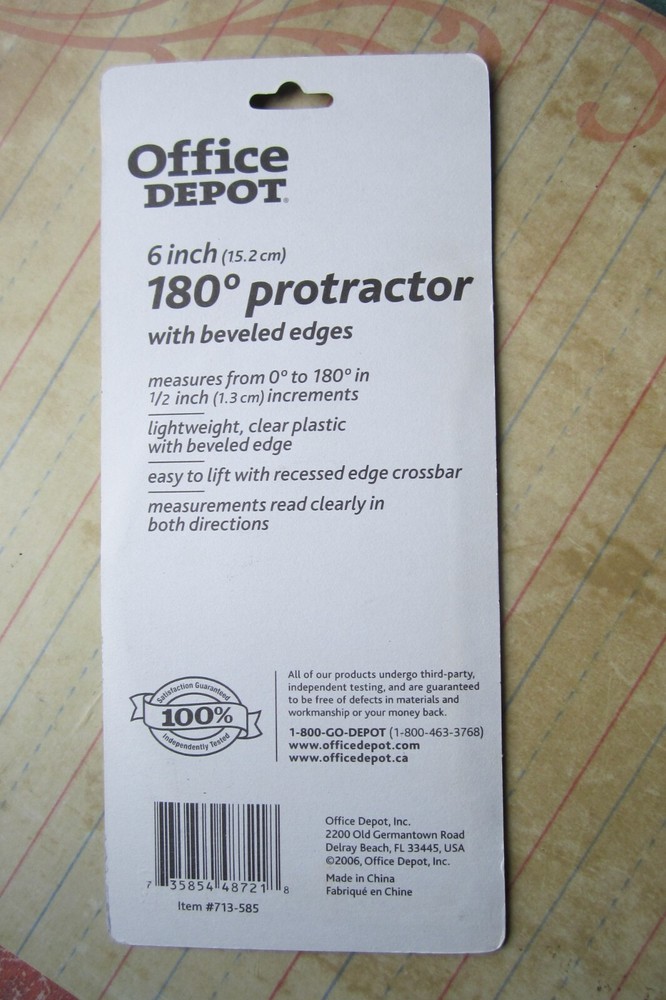 Office
DEPOT®
6 inch (15.2 cm)
180° protractor
with beveled edges
measures from 0° to 180° in
1/2 inch (1.3 cm) increments
lightweight, clear plastic
with beveled edge
easy to lift with recessed edge crossbar
measurements read clearly in
both directions
Satisfaction Guaranteed
100%
Independently Tested
All of our products undergo third-party,
independent testing, and are guaranteed
to be free of defects in materials and
workmanship or your money back.
1-800-GO-DEPOT (1-800-463-3768)
www.officedepot.com
www.officedepot.ca
7 35854 48721 8
Item #713-585
Office Depot, Inc.
2200 Old Germantown Road
Delray Beach, FL 33445, USA
©2006, Office Depot, Inc.
Made in China
Fabriqué en Chine